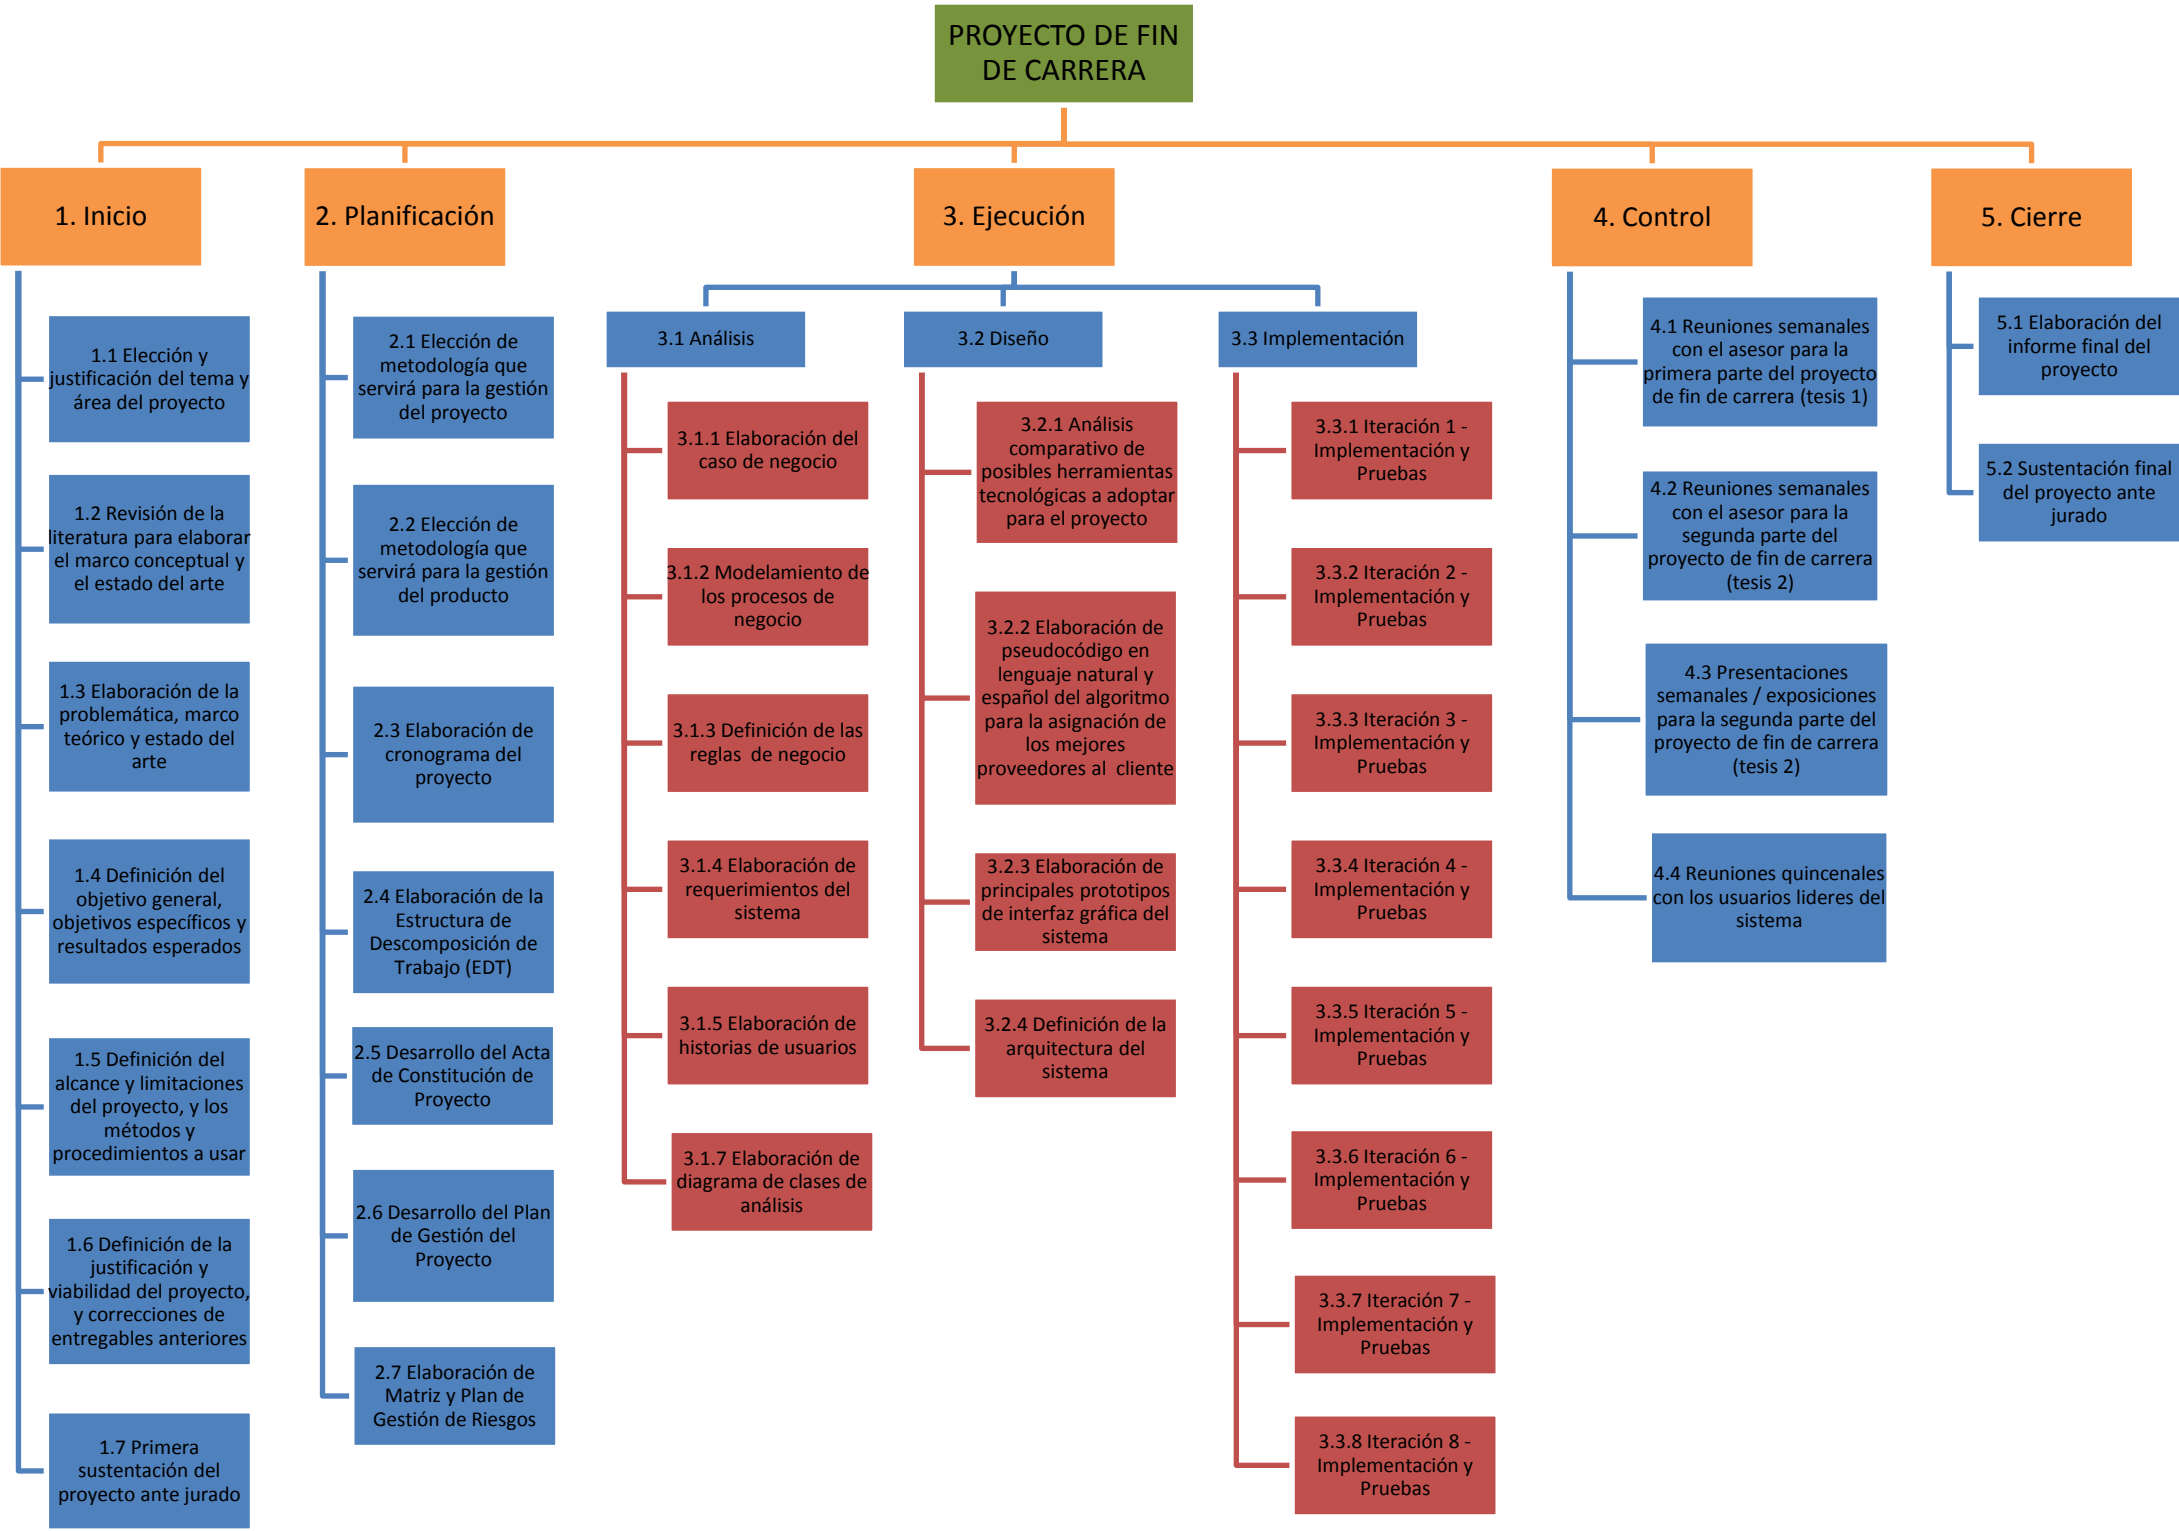 PROYECTO DE FIN
DE CARRERA
1. Inicio
2. Planificación
3. Ejecución
4. Control
5. Cierre
1.1 Elección y
justificación del tema y
área del proyecto
1.2 Revisión de la
literatura para elaborar
el marco conceptual y
el estado del arte
1.3 Elaboración de la
problemática, marco
teórico y estado del
arte
1.4 Definición del
objetivo general,
objetivos específicos y
resultados esperados
1.5 Definición del
alcance y limitaciones
del proyecto, y los
métodos y
procedimientos a usar
1.6 Definición de la
justificación y
viabilidad del proyecto,
y correcciones de
entregables anteriores
1.7 Primera
sustentación del
proyecto ante jurado
2.1 Elección de
metodología que
servirá para la gestión
del proyecto
2.2 Elección de
metodología que
servirá para la gestión
del producto
2.3 Elaboración de
cronograma del
proyecto
2.4 Elaboración de la
Estructura de
Descomposición de
Trabajo (EDT)
2.5 Desarrollo del Acta
de Constitución de
Proyecto
2.6 Desarrollo del Plan
de Gestión del
Proyecto
2.7 Elaboración de
Matriz y Plan de
Gestión de Riesgos
3.1 Análisis
3.1.1 Elaboración del
caso de negocio
3.1.2 Modelamiento de
los procesos de
negocio
3.1.3 Definición de las
reglas  de negocio
3.1.4 Elaboración de
requerimientos del
sistema
3.1.5 Elaboración de
historias de usuarios
3.1.7 Elaboración de
diagrama de clases de
análisis
3.2 Diseño
3.2.1 Análisis
comparativo de
posibles herramientas
tecnológicas a adoptar
para el proyecto
3.2.2 Elaboración de
pseudocódigo en
lenguaje natural y
español del algoritmo
para la asignación de
los mejores
proveedores al  cliente
3.2.3 Elaboración de
principales prototipos
de interfaz gráfica del
sistema
3.2.4 Definición de la
arquitectura del
sistema
3.3 Implementación
3.3.1 Iteración 1 -
Implementación y
Pruebas
3.3.2 Iteración 2 -
Implementación y
Pruebas
3.3.3 Iteración 3 -
Implementación y
Pruebas
3.3.4 Iteración 4 -
Implementación y
Pruebas
3.3.5 Iteración 5 -
Implementación y
Pruebas
3.3.6 Iteración 6 -
Implementación y
Pruebas
3.3.7 Iteración 7 -
Implementación y
Pruebas
3.3.8 Iteración 8 -
Implementación y
Pruebas
4.1 Reuniones semanales
con el asesor para la
primera parte del proyecto
de fin de carrera (tesis 1)
4.2 Reuniones semanales
con el asesor para la
segunda parte del
proyecto de fin de carrera
(tesis 2)
4.3 Presentaciones
semanales / exposiciones
para la segunda parte del
proyecto de fin de carrera
(tesis 2)
4.4 Reuniones quincenales
con los usuarios lideres del
sistema
5.1 Elaboración del
informe final del
proyecto
5.2 Sustentación final
del proyecto ante
jurado